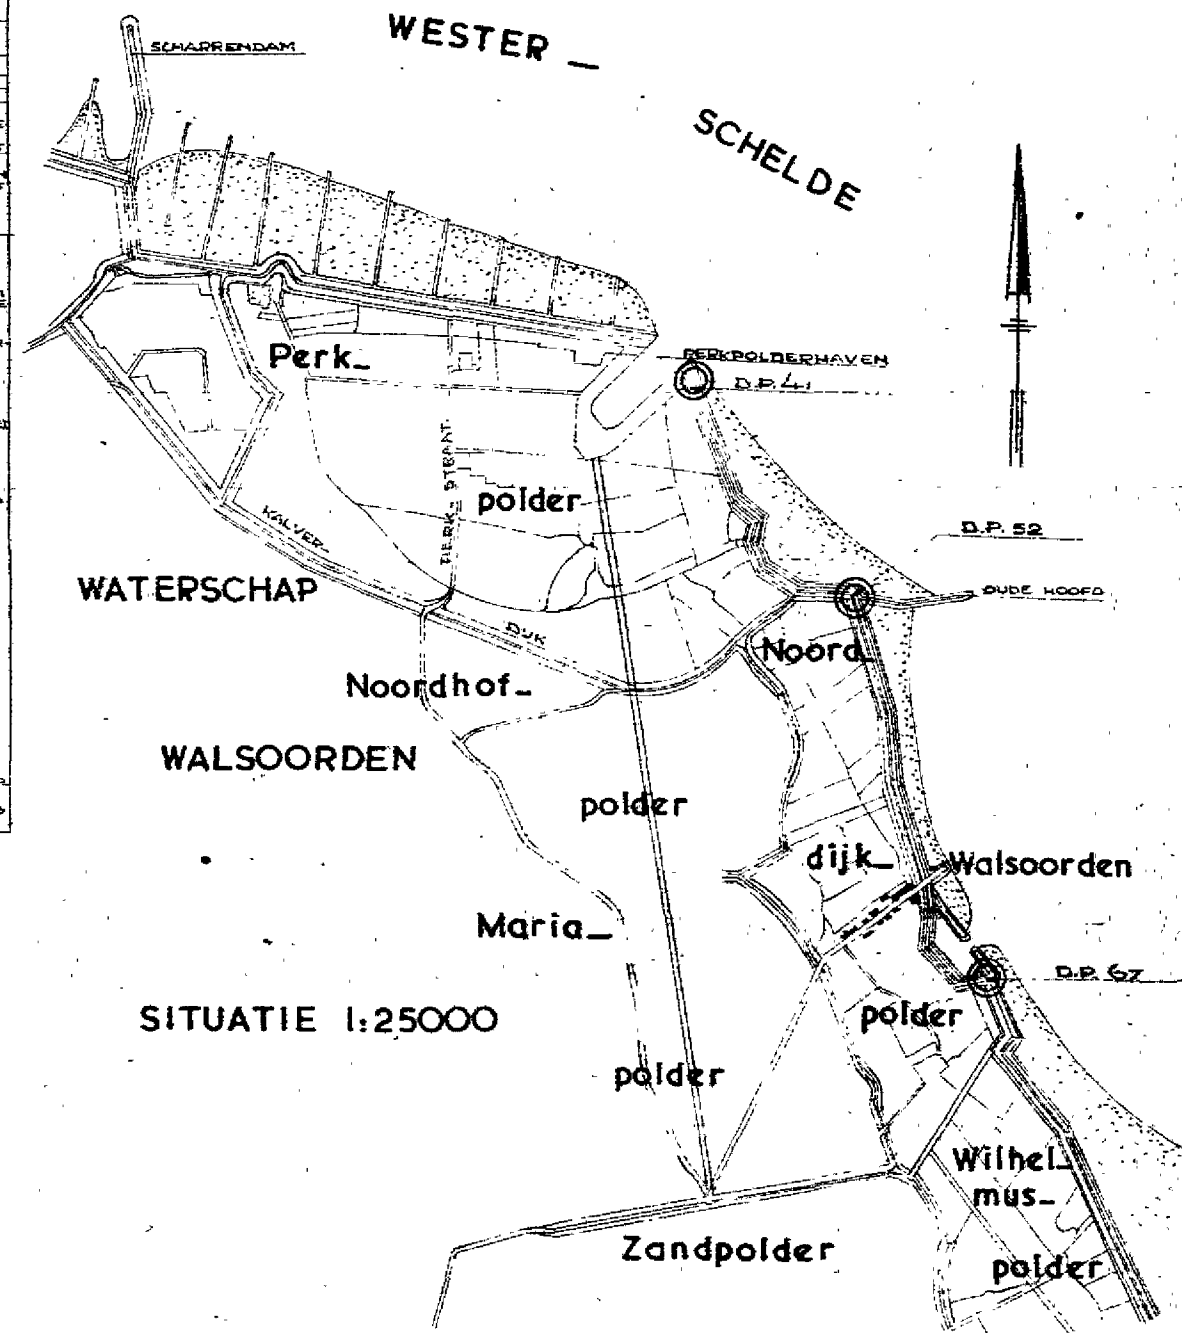 WESTER _
SCHARRENDAM
SCHELDE
Perk_
PERKPOLDERHAVEN
D.P. 41
polder
KALVER_
D.P. 52
WATERSCHAP
OUDE HOOFD
DIJK
Noord_
Noordhof_
WALSOORDEN
polder
dijk_
Walsoorden
Maria_
D.P. 67
SITUATIE 1:25000
polder
polder
Wilhel_
mus_
Zandpolder
polder